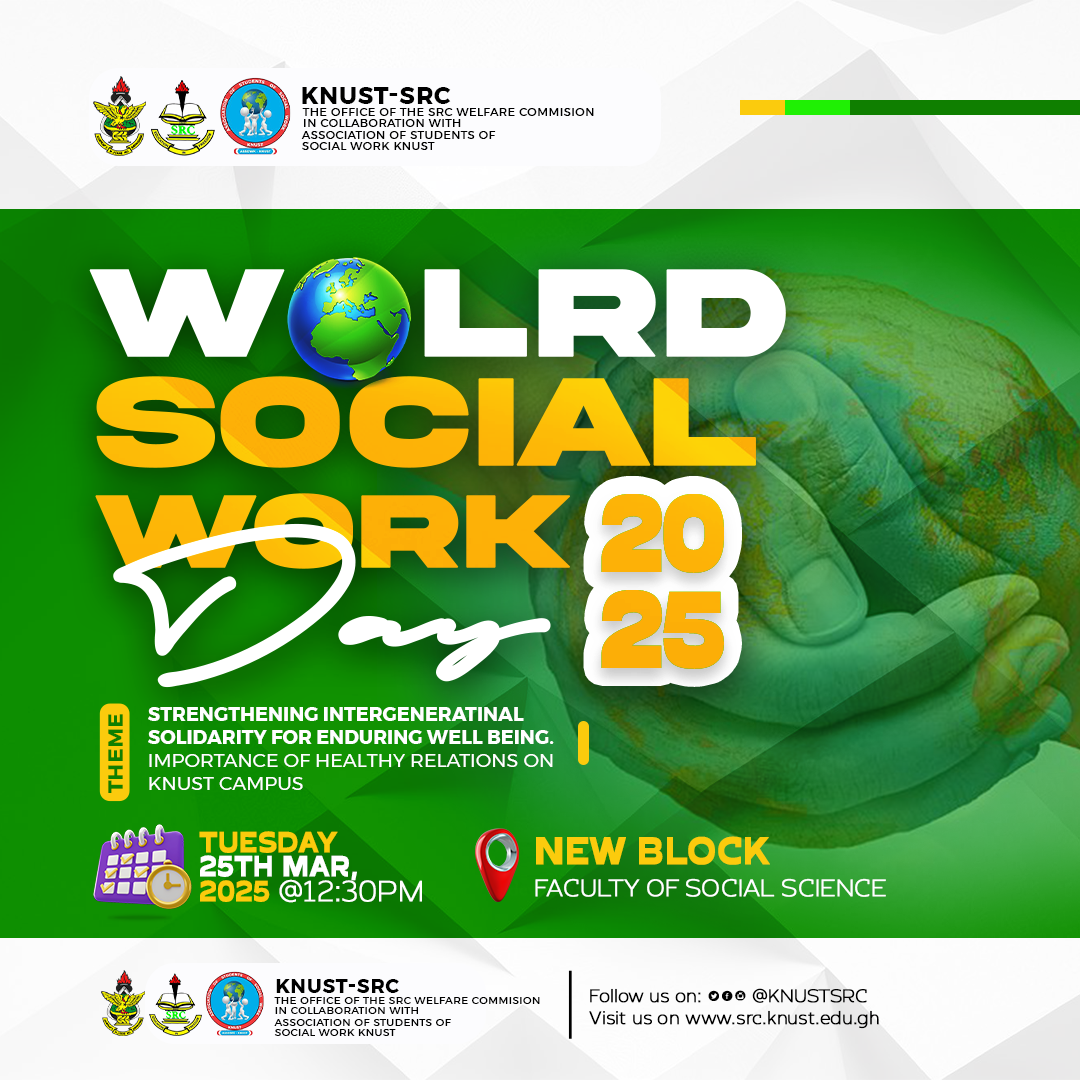 KNUST-SRC
THE OFFICE OF THE SRC WELFARE COMMISION
IN COLLABORATION WITH
ASSOCIATION OF STUDENTS OF
SOCIAL WORK KNUST
WOLRD
SOCIAL
WORK
Day
20
25
THEME
STRENGTHENING INTERGENERATINAL
SOLIDARITY FOR ENDURING WELL BEING.
IMPORTANCE OF HEALTHY RELATIONS ON
KNUST CAMPUS
TUESDAY
25TH MAR,
2025 @12:30PM
NEW BLOCK
FACULTY OF SOCIAL SCIENCE
KNUST-SRC
THE OFFICE OF THE SRC WELFARE COMMISION
IN COLLABORATION WITH
ASSOCIATION OF STUDENTS OF
SOCIAL WORK KNUST
Follow us on: @KNUSTSRC
Visit us on www.src.knust.edu.gh
SRC
KNUST
SRC
KNUST